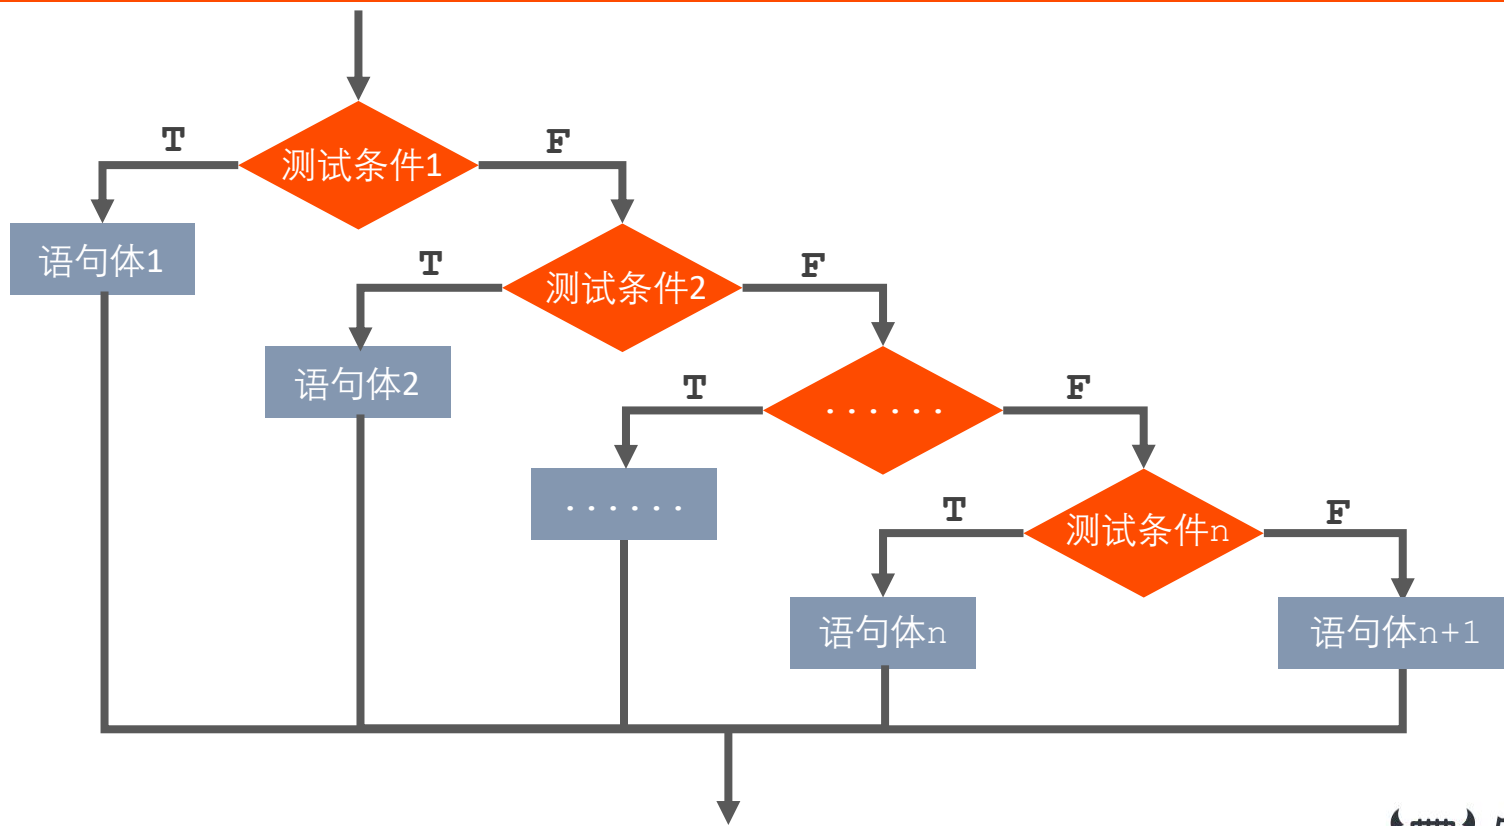 T
测试条件1
F
语句体1
T
测试条件2
F
语句体2
T
......
F
......
T
测试条件n
F
语句体n
语句体n+1